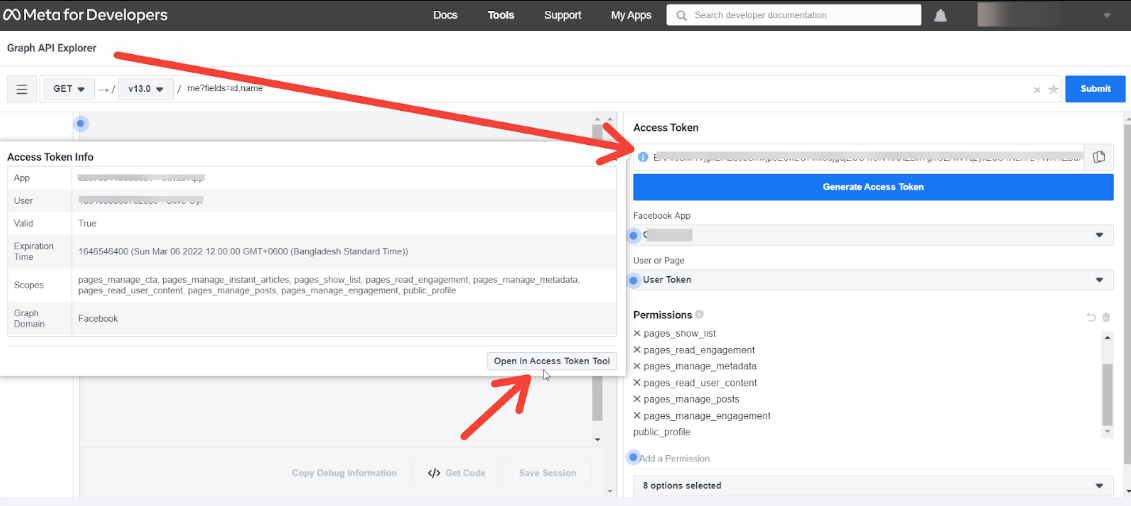 Meta for Developers
Docs
Tools
Support
My Apps
Search developer documentation
Graph API Explorer
GET
→ /
v13.0
/
me?fields=id,name
Submit
Access Token
Generate Access Token
Facebook App
User or Page
User Token
Permissions
pages_show_list
pages_read_engagement
pages_manage_metadata
pages_read_user_content
pages_manage_posts
pages_manage_engagement
public_profile
Add a Permission
8 options selected
Access Token Info
App
User
Valid
True
Expiration
Time
1646546400 (Sun Mar 06 2022 12:00:00 GMT+0600 (Bangladesh Standard Time))
Scopes
pages_manage_cta, pages_manage_instant_articles, pages_show_list, pages_read_engagement, pages_manage_metadata,
pages_read_user_content, pages_manage_posts, pages_manage_engagement, public_profile
Graph
Domain
Facebook
Open in Access Token Tool
Copy Debug Information
</> Get Code
Save Session